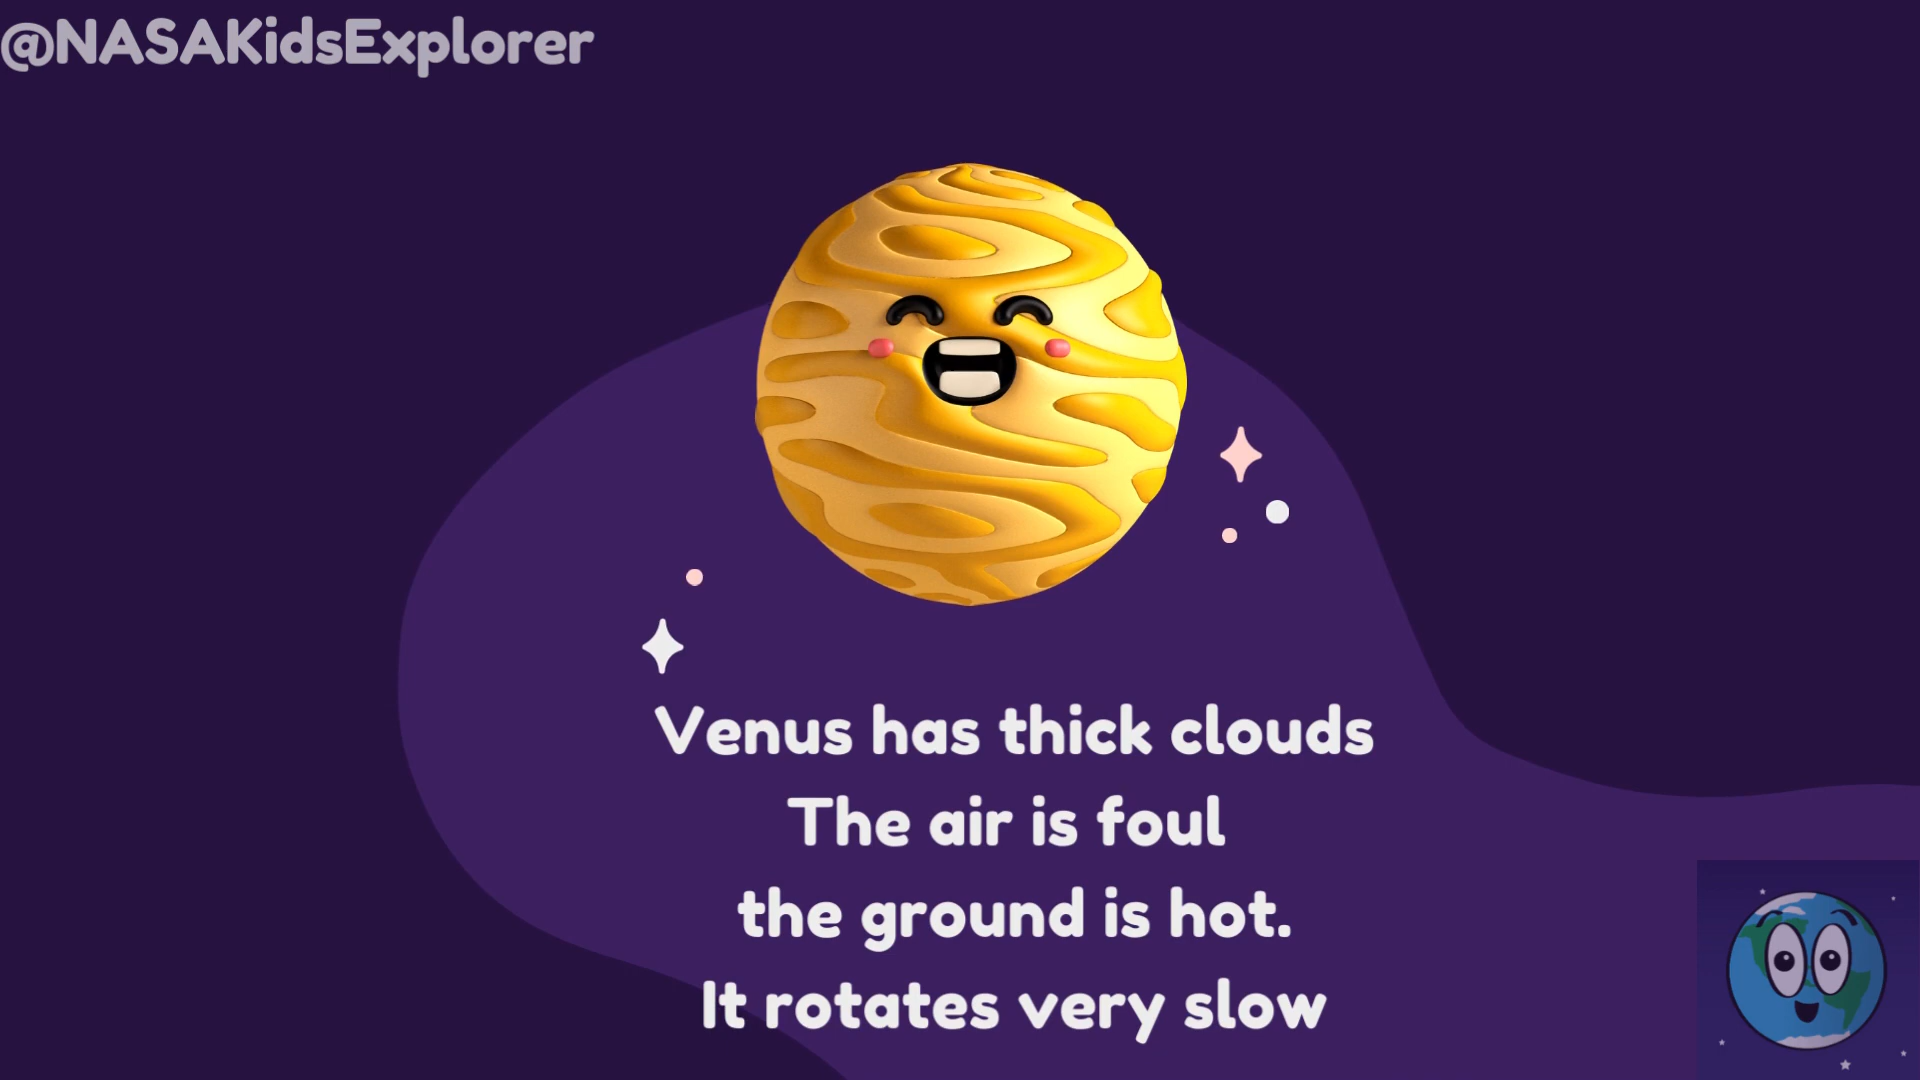 @NASAKidsExplorer
Venus has thick clouds
The air is foul
the ground is hot.
It rotates very slow